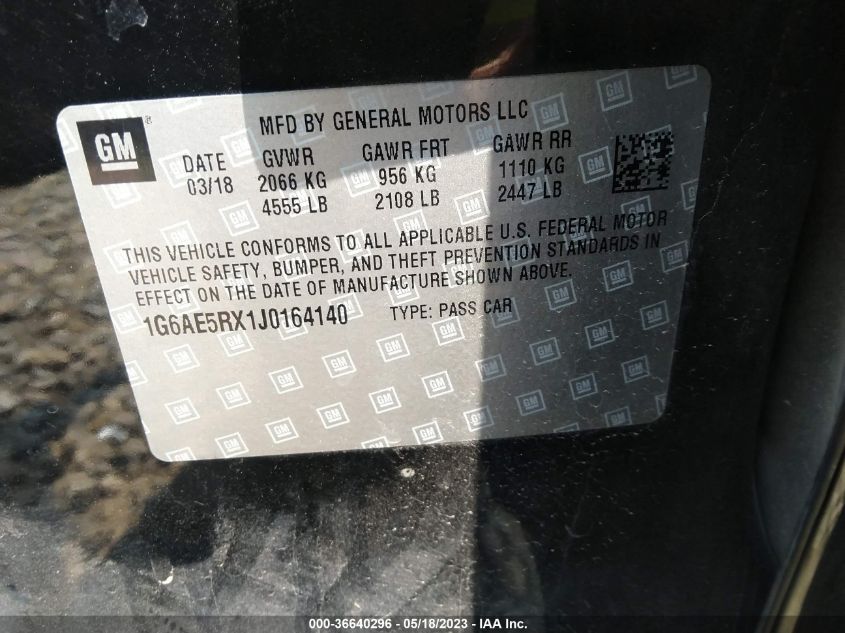 GM
MFD BY GENERAL MOTORS LLC
DATE GVWR GAWR FRT GAWR RR
03/18 2066 KG 956 KG 1110 KG
4555 LB 2108 LB 2447 LB
THIS VEHICLE CONFORMS TO ALL APPLICABLE U.S. FEDERAL MOTOR
VEHICLE SAFETY, BUMPER, AND THEFT PREVENTION STANDARDS IN
EFFECT ON THE DATE OF MANUFACTURE SHOWN ABOVE.
1G6AE5RX1J0164140 TYPE: PASS CAR
000-36640296 - 05/18/2023 - IAA Inc.